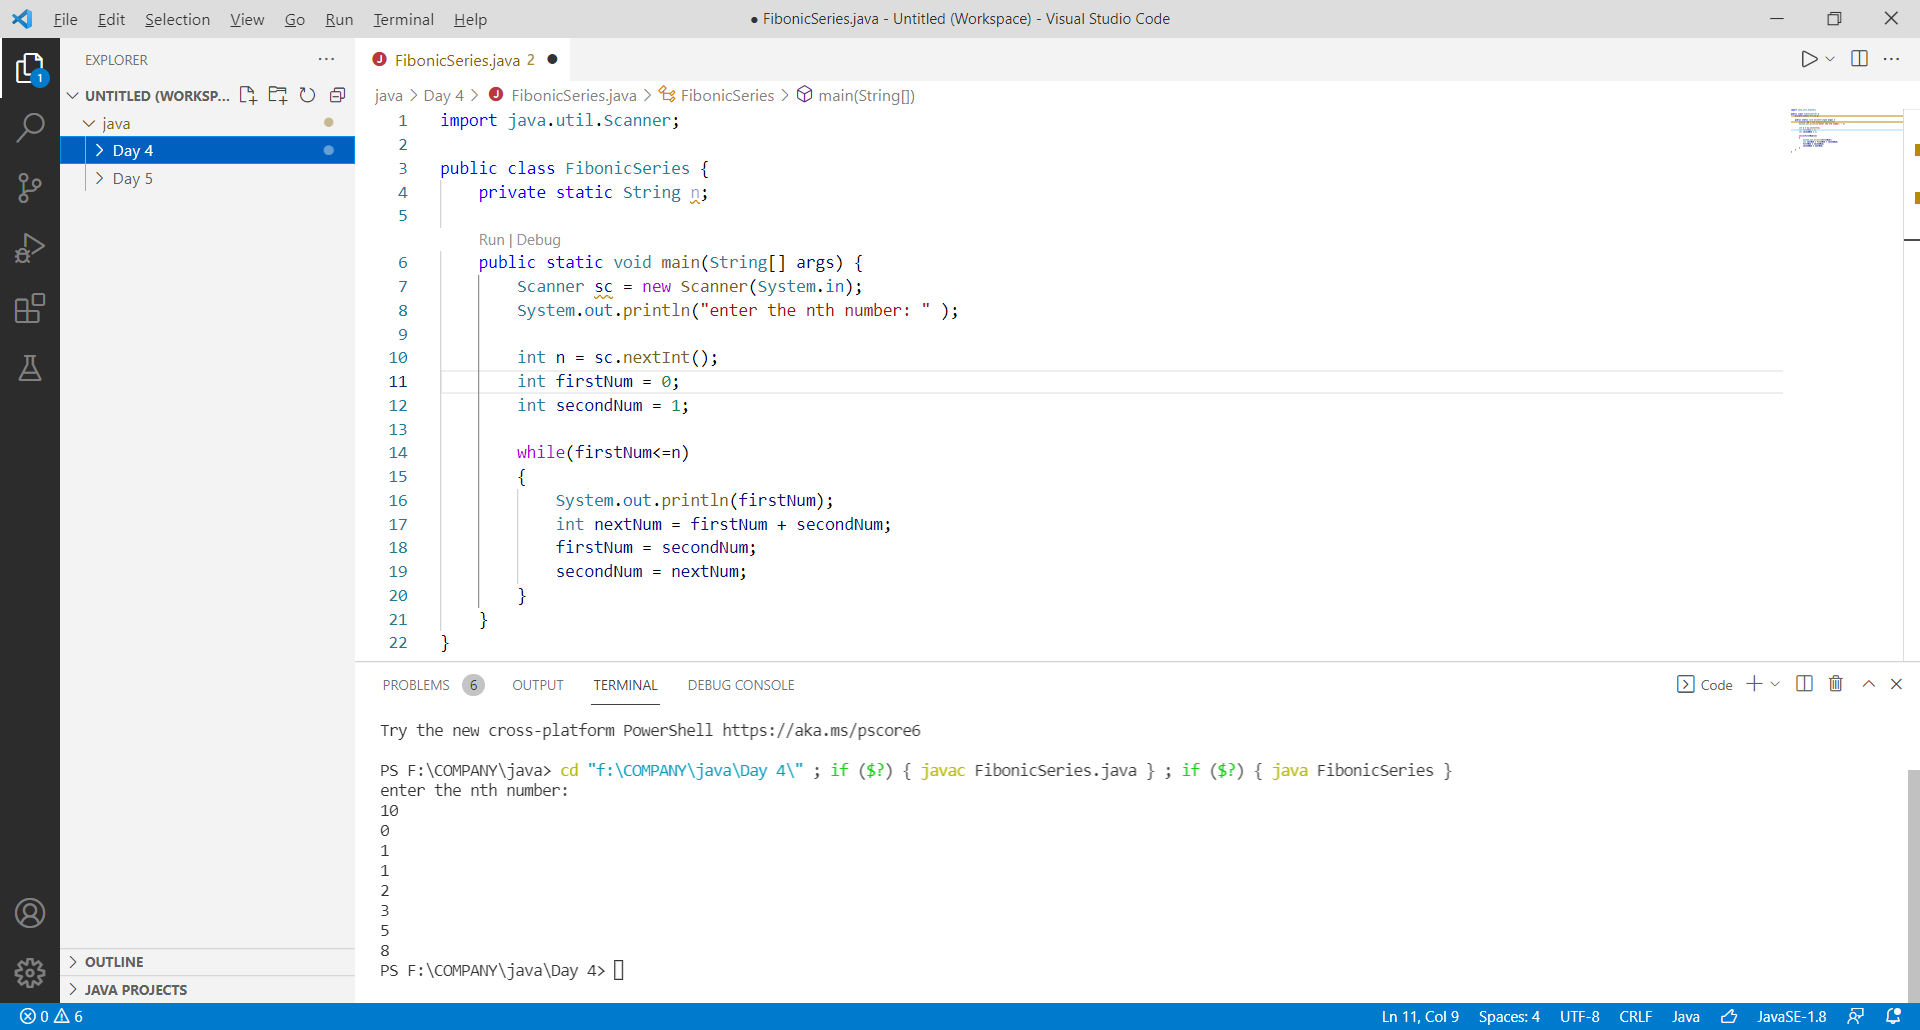 File Edit Selection View Go Run Terminal Help
● FibonicSeries.java - Untitled (Workspace) - Visual Studio Code
1
EXPLORER
UNTITLED (WORKSP...
java
Day 4
Day 5
OUTLINE
JAVA PROJECTS
FibonicSeries.java 2
java > Day 4 > FibonicSeries.java > FibonicSeries > main(String[])
1 import java.util.Scanner;
2
3 public class FibonicSeries {
4 private static String n;
5
Run | Debug
6 public static void main(String[] args) {
7 Scanner sc = new Scanner(System.in);
8 System.out.println("enter the nth number: " );
9
10 int n = sc.nextInt();
11 int firstNum = 0;
12 int secondNum = 1;
13
14 while(firstNum<=n)
15 {
16 System.out.println(firstNum);
17 int nextNum = firstNum + secondNum;
18 firstNum = secondNum;
19 secondNum = nextNum;
20 }
21 }
22 }
PROBLEMS 6 OUTPUT TERMINAL DEBUG CONSOLE
Code
Try the new cross-platform PowerShell https://aka.ms/pscore6
PS F:\COMPANY\java> cd "f:\COMPANY\java\Day 4\" ; if ($?) { javac FibonicSeries.java } ; if ($?) { java FibonicSeries }
enter the nth number:
10
0
1
1
2
3
5
8
PS F:\COMPANY\java\Day 4>
0 6
Ln 11, Col 9 Spaces: 4 UTF-8 CRLF Java JavaSE-1.8